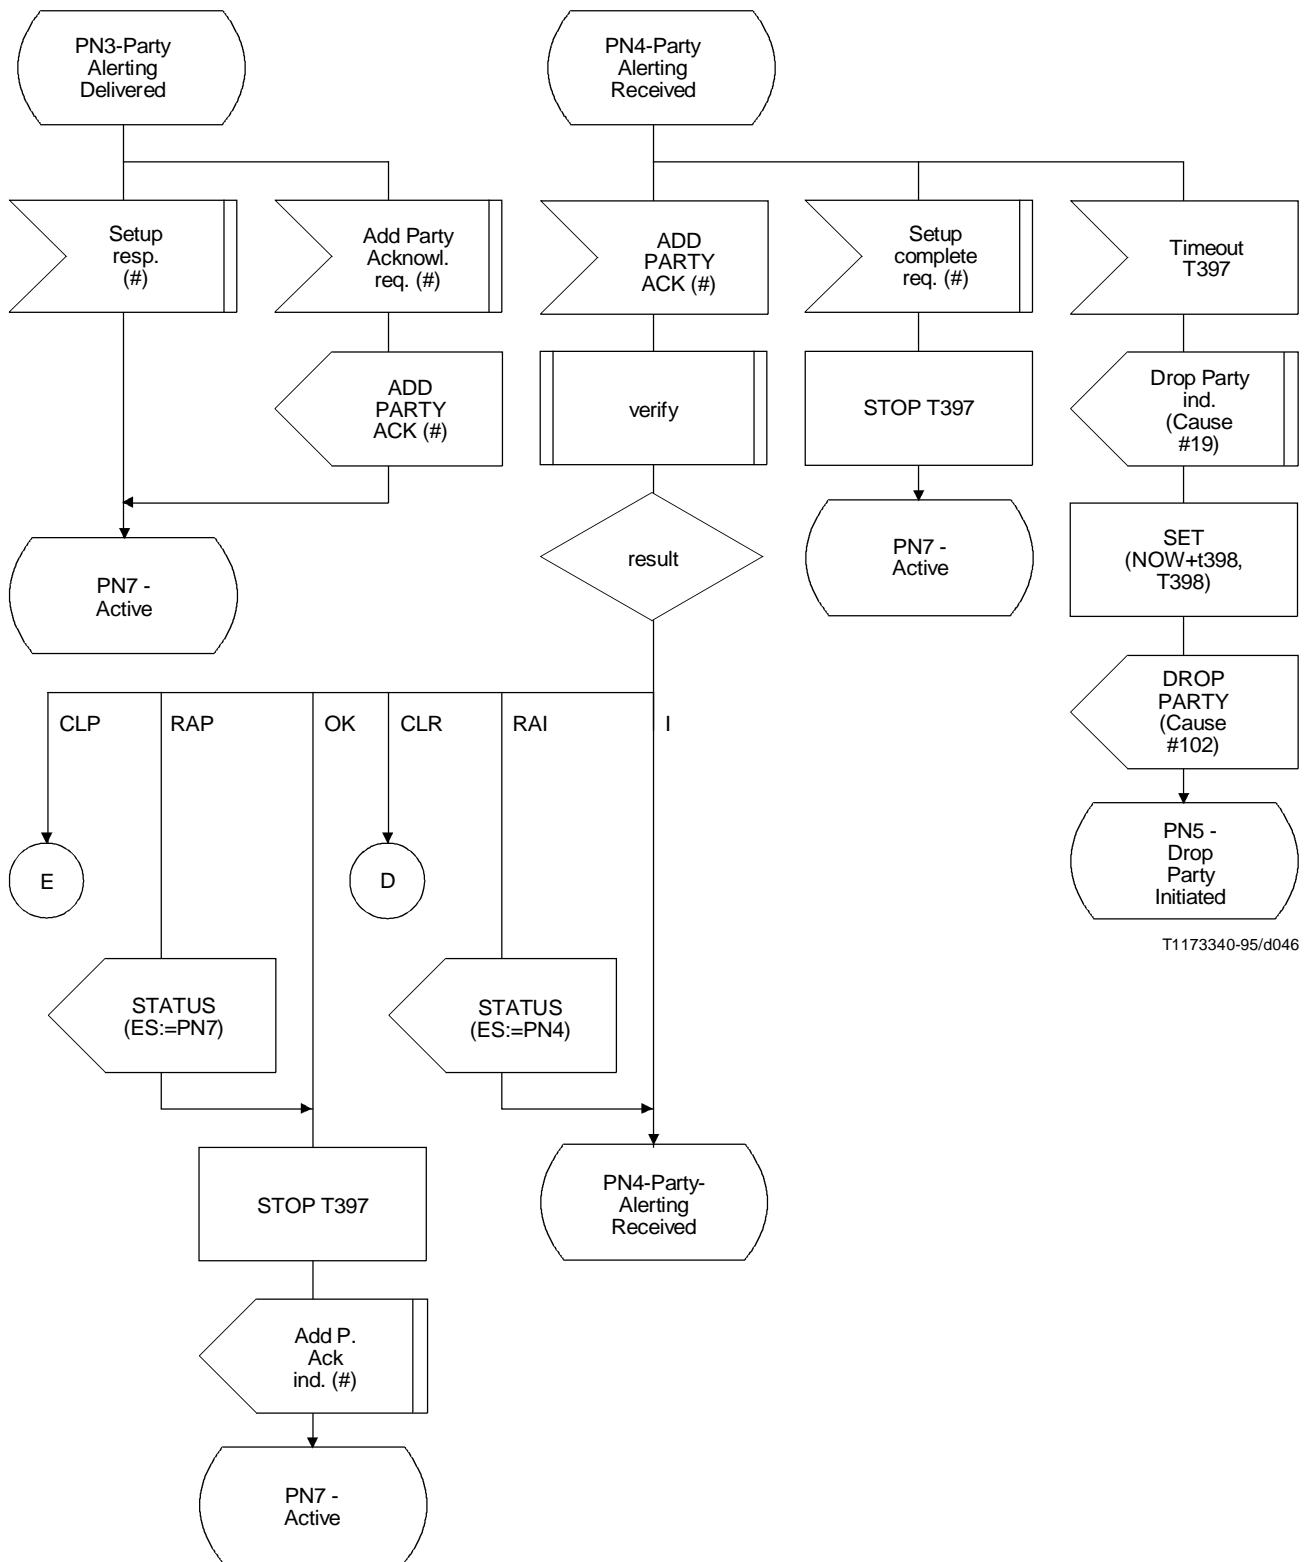 PN3-Party
Alerting
Delivered
PN4-Party
Alerting
Received
Setup
resp.
(#)
Add Party
Acknowl.
req. (#)
ADD
PARTY
ACK (#)
Setup
complete
req. (#)
Timeout
T397
ADD
PARTY
ACK (#)
verify
STOP T397
Drop Party
ind.
(Cause
#19)
PN7 -
Active
result
PN7 -
Active
SET
(NOW+t398,
T398)
CLP
RAP
OK
CLR
RAI
I
DROP
PARTY
(Cause
#102)
E
D
PN5 -
Drop
Party
Initiated
T1173340-95/d046
STATUS
(ES:=PN7)
STATUS
(ES:=PN4)
STOP T397
PN4-Party-
Alerting
Received
Add P.
Ack
ind. (#)
PN7 -
Active